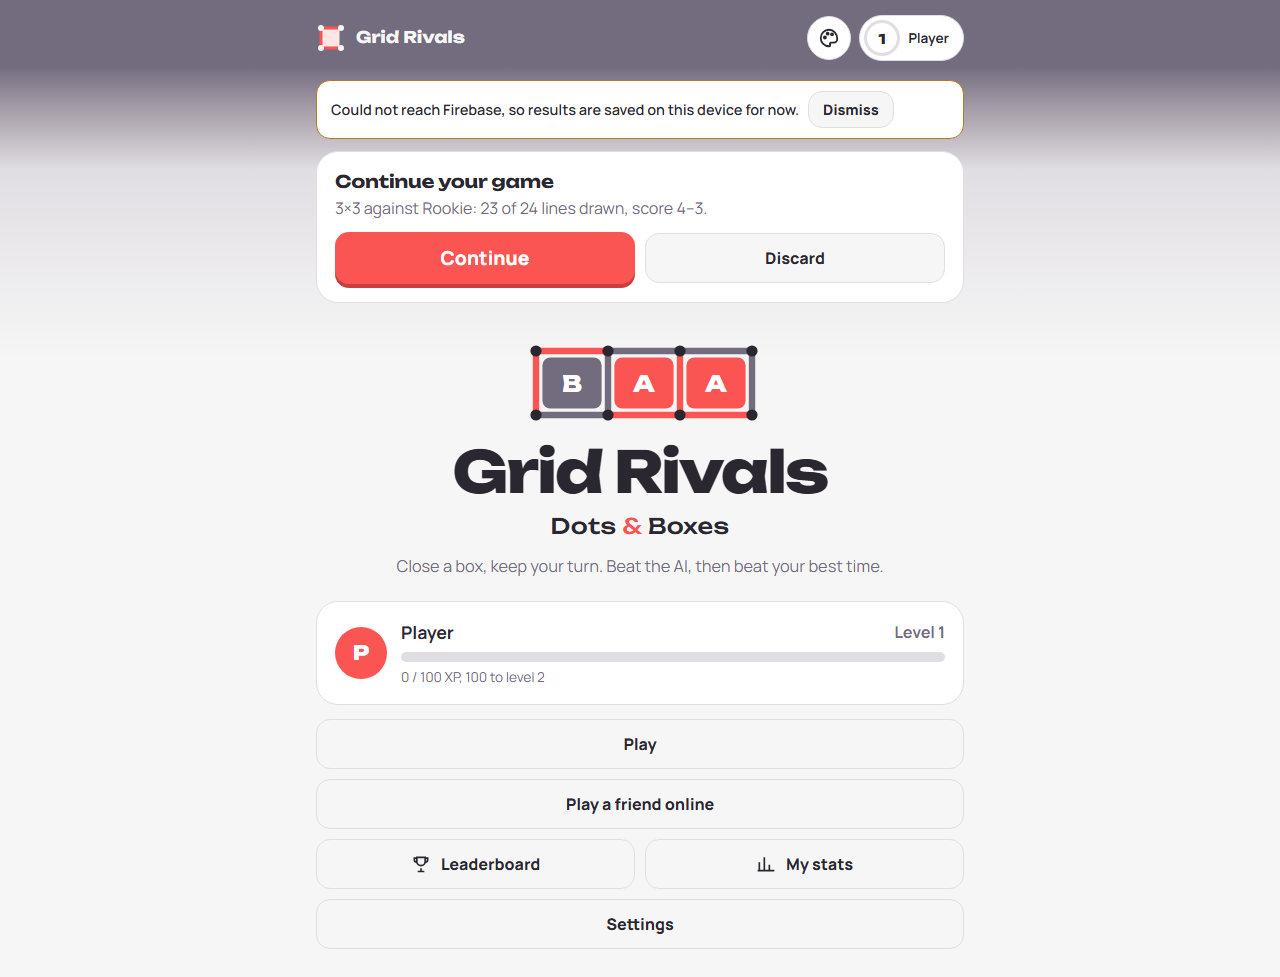 Grid Rivals
1 Player
Could not reach Firebase, so results are saved on this device for now. Dismiss
Continue your game
3×3 against Rookie: 23 of 24 lines drawn, score 4–3.
Continue Discard
B A A
Grid Rivals
Dots & Boxes
Close a box, keep your turn. Beat the AI, then beat your best time.
P
Player Level 1
0 / 100 XP, 100 to level 2
Play
Play a friend online
Leaderboard My stats
Settings